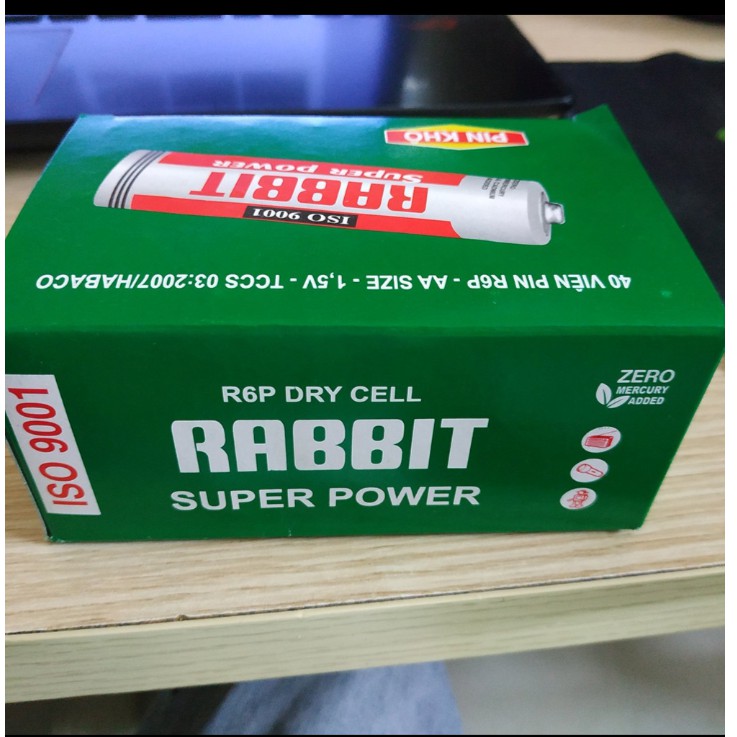 PIN KHÔ
Super power
RABBIT
ISO 9001
40 VIÊN PIN R6P - AA SIZE - 1,5V - TCCS 03:2007/HABACO
R6P DRY CELL
RABBIT
SUPER POWER
ISO 9001
ZERO
MERCURY
ADDED